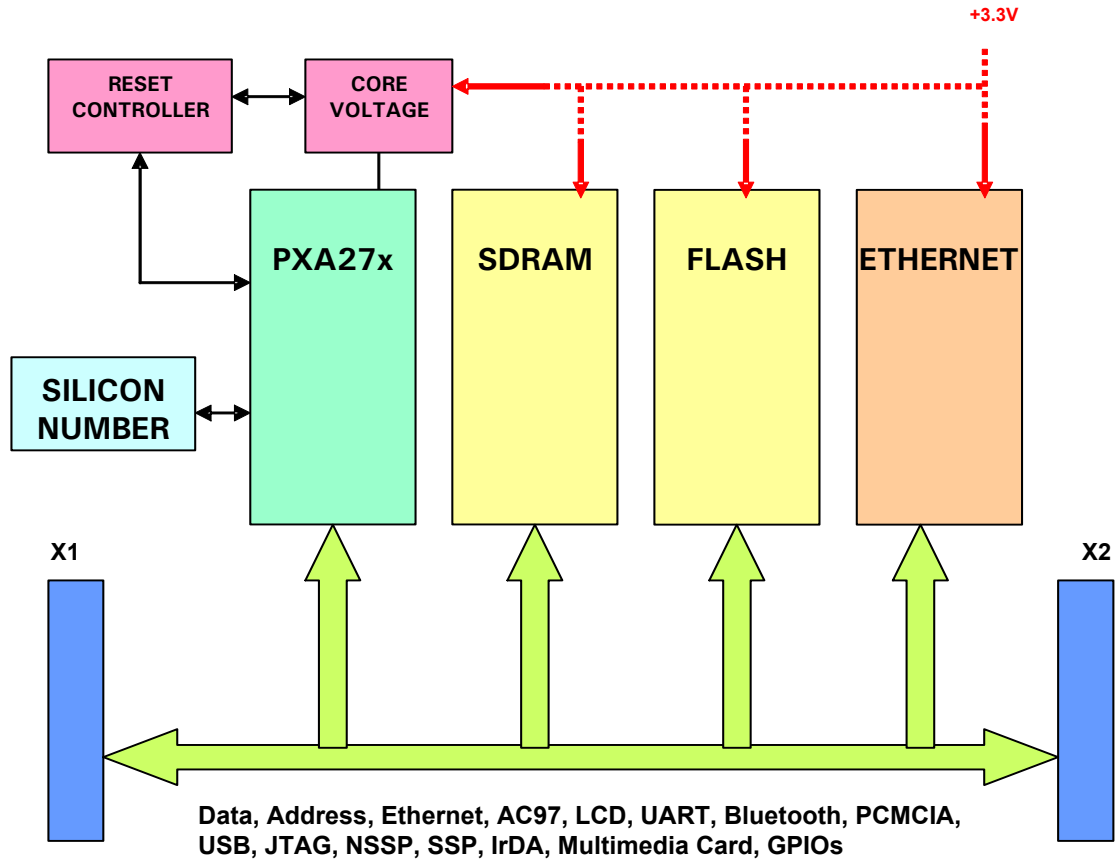 +3.3V
RESET
CONTROLLER
CORE
VOLTAGE
PXA27x
SDRAM
FLASH
ETHERNET
SILICON
NUMBER
X1
X2
Data, Address, Ethernet, AC97, LCD, UART, Bluetooth, PCMCIA,
USB, JTAG, NSSP, SSP, IrDA, Multimedia Card, GPIOs